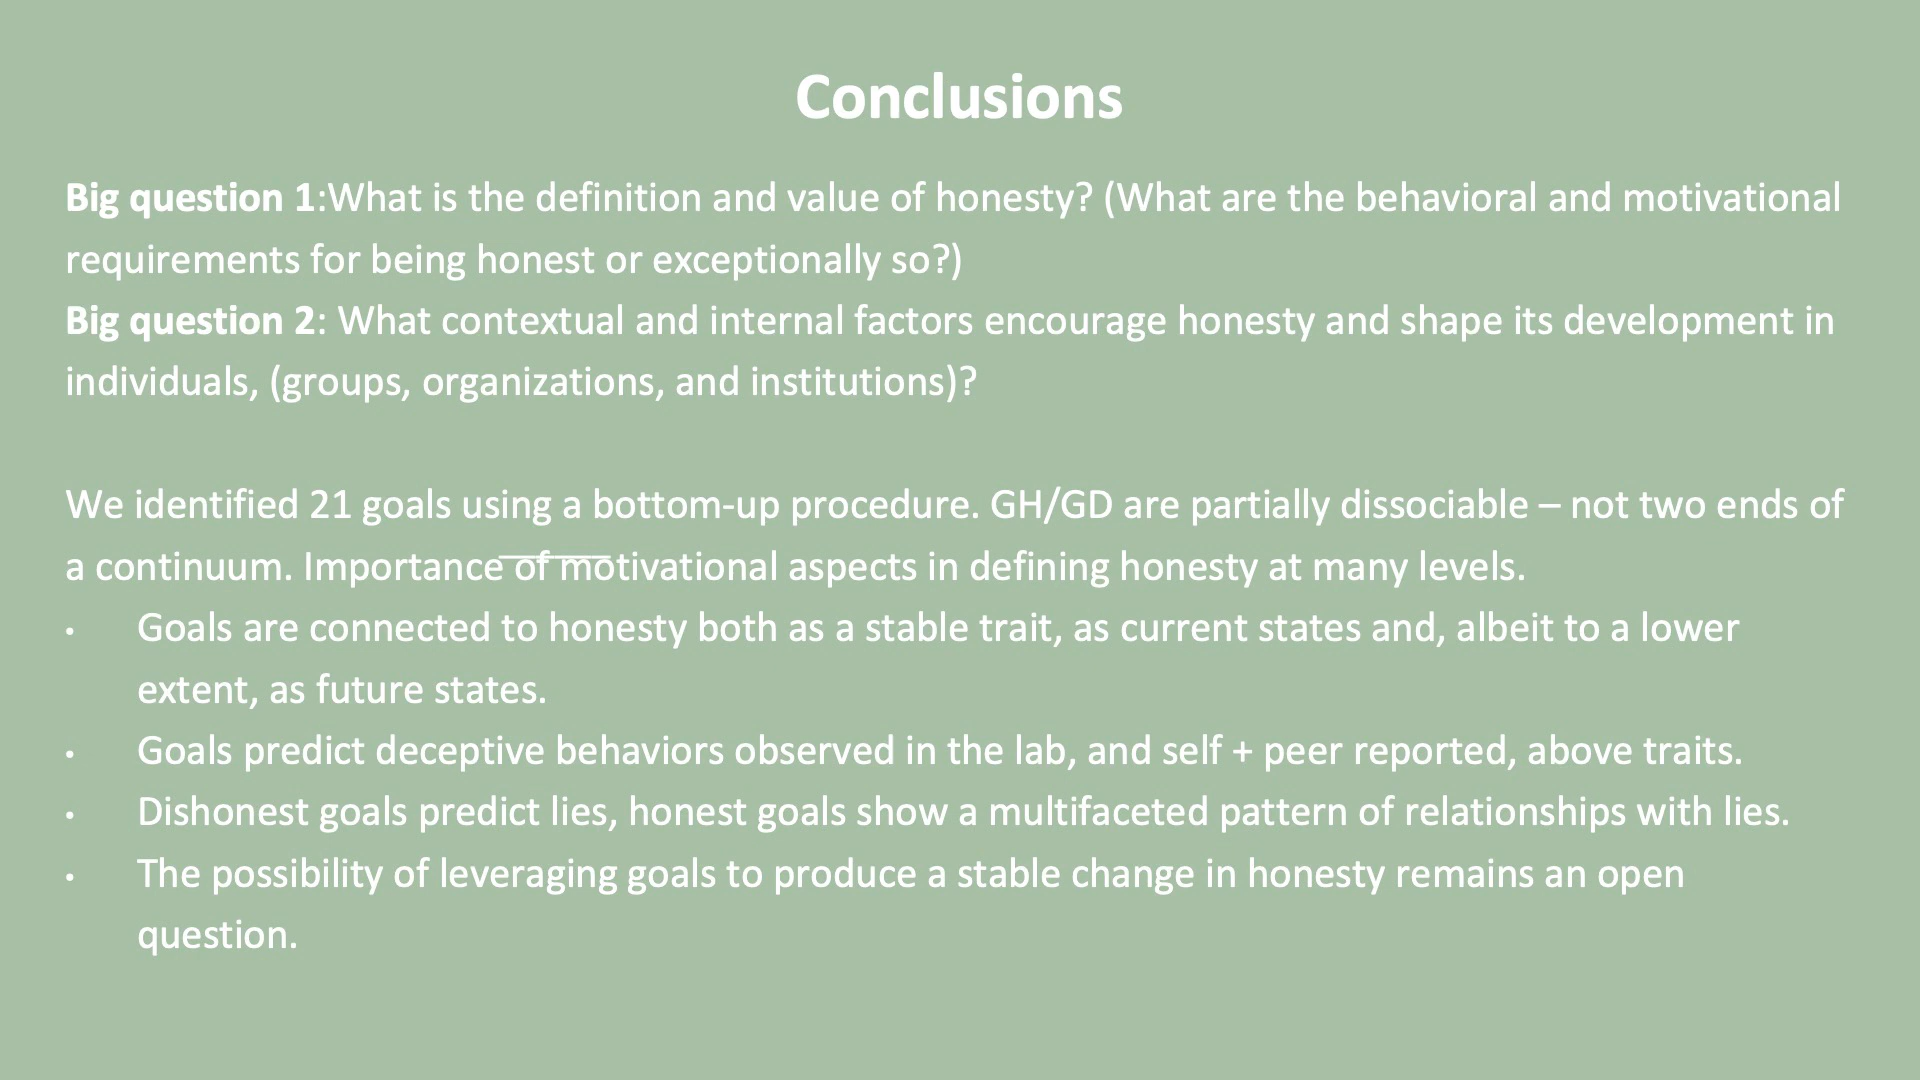 Conclusions
Big question 1:What is the definition and value of honesty? (What are the behavioral and motivational
requirements for being honest or exceptionally so?)
Big question 2: What contextual and internal factors encourage honesty and shape its development in
individuals, (groups, organizations, and institutions)?
We identified 21 goals using a bottom-up procedure. GH/GD are partially dissociable – not two ends of
a continuum. Importance of motivational aspects in defining honesty at many levels.
• Goals are connected to honesty both as a stable trait, as current states and, albeit to a lower
extent, as future states.
• Goals predict deceptive behaviors observed in the lab, and self + peer reported, above traits.
• Dishonest goals predict lies, honest goals show a multifaceted pattern of relationships with lies.
• The possibility of leveraging goals to produce a stable change in honesty remains an open
question.